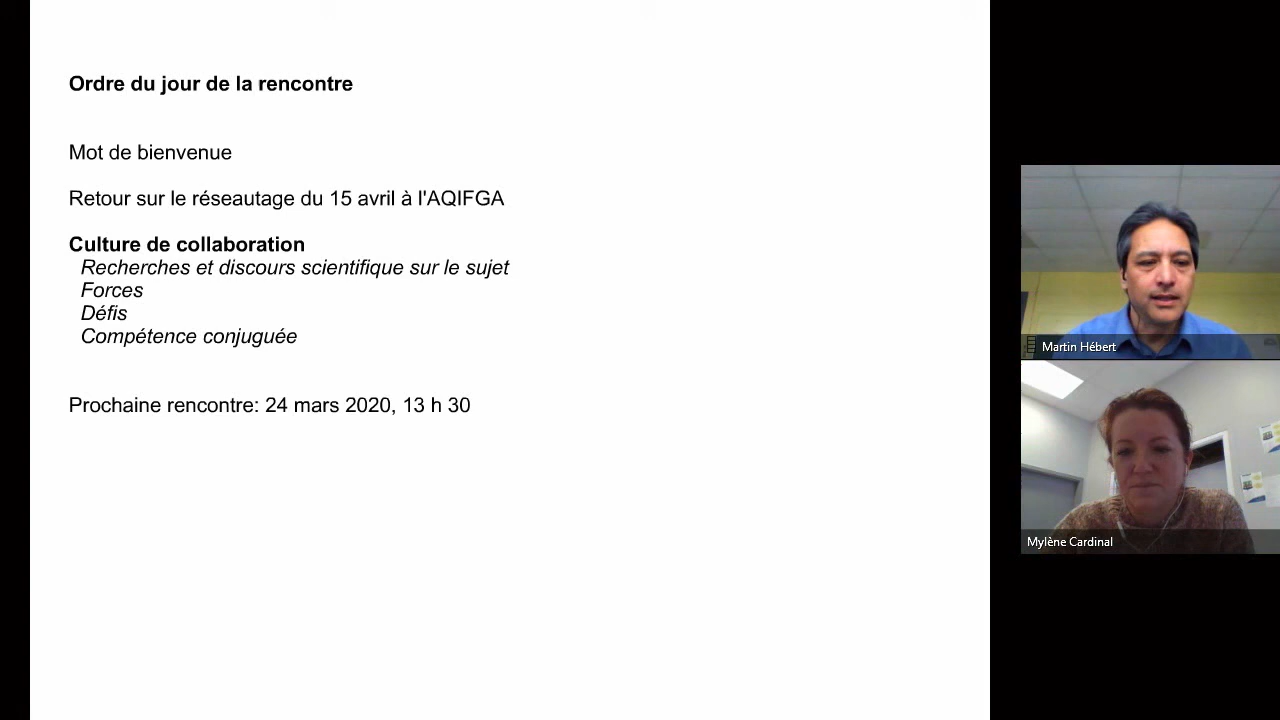 Ordre du jour de la rencontre
Mot de bienvenue
Retour sur le réseautage du 15 avril à l'AQIFGA
Culture de collaboration
Recherches et discours scientifique sur le sujet
Forces
Défis
Compétence conjuguée
Prochaine rencontre: 24 mars 2020, 13 h 30
Martin Hébert
Mylène Cardinal